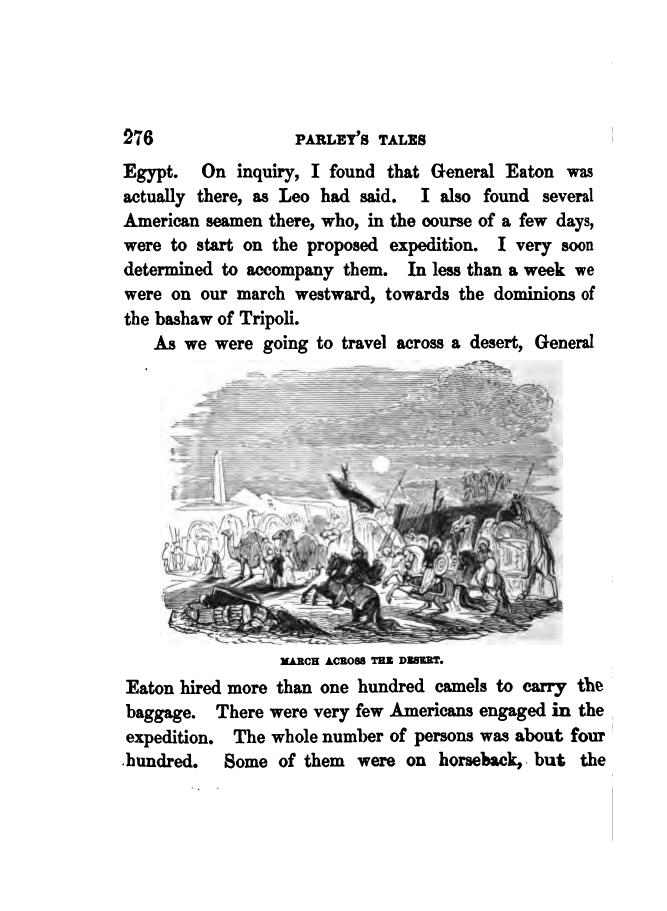 276 PARLEY'S TALES
Egypt. On inquiry, I found that General Eaton was
actually there, as Leo had said. I also found several
American seamen there, who, in the course of a few days,
were to start on the proposed expedition. I very soon
determined to accompany them. In less than a week we
were on our march westward, towards the dominions of
the bashaw of Tripoli.
As we were going to travel across a desert, General
MARCH ACROSS THE DESERT.
Eaton hired more than one hundred camels to carry the
baggage. There were very few Americans engaged in the
expedition. The whole number of persons was about four
hundred. Some of them were on horseback, but the